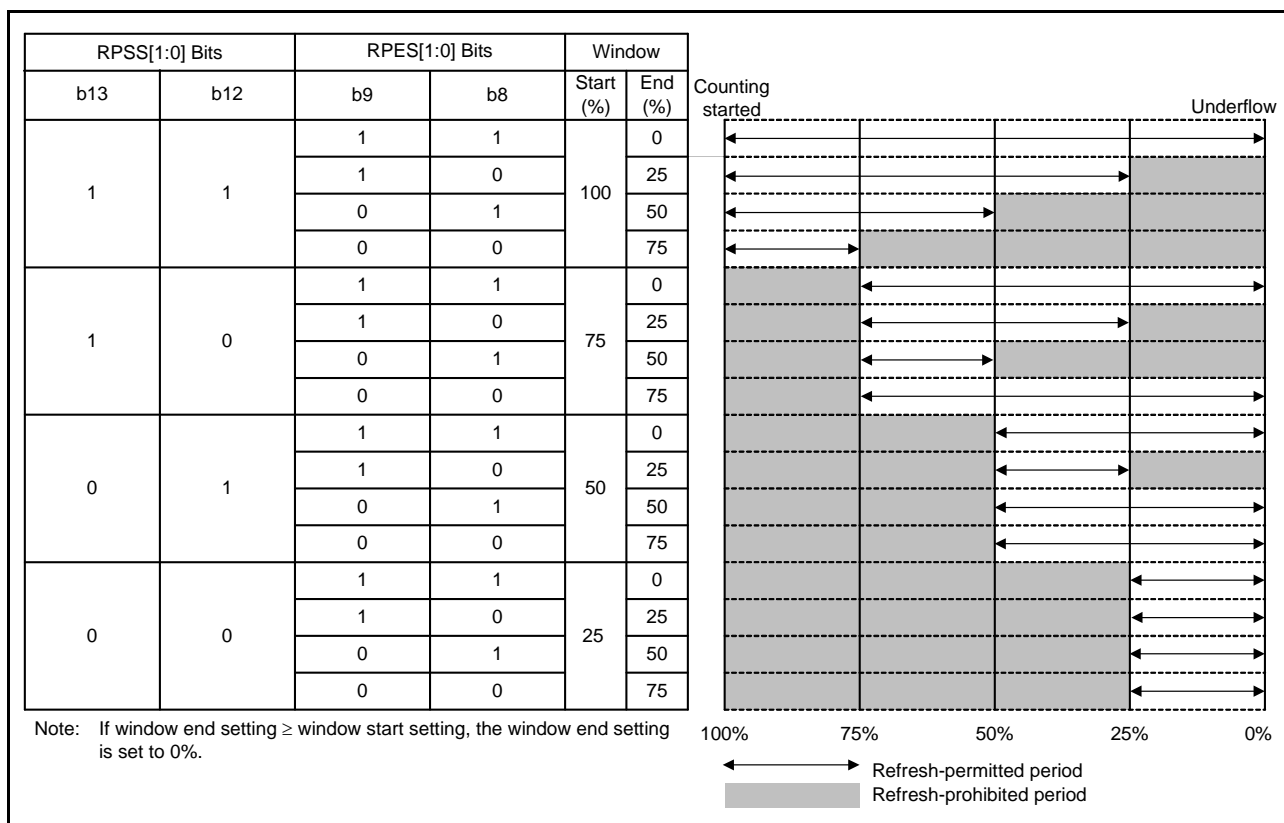 RPSS[1:0] Bits RPES[1:0] Bits Window
b13 b12 b9 b8 Start (%) End (%)
Counting started Underflow
1 1 1 1 100 0
1 0 25
0 1 50
0 0 75
1 0 1 1 75 0
1 0 25
0 1 50
0 0 75
0 1 1 1 50 0
1 0 25
0 1 50
0 0 75
0 0 1 1 25 0
1 0 25
0 1 50
0 0 75
Note: If window end setting ≥ window start setting, the window end setting
is set to 0%.
100% 75% 50% 25% 0%
Refresh-permitted period
Refresh-prohibited period